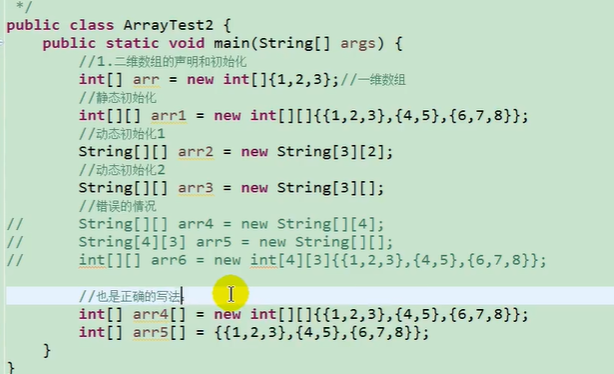 */
public class ArrayTest2 {
public static void main(String[] args) {
//1.二维数组的声明和初始化
int[] arr = new int[]{1,2,3};//一维数组
//静态初始化
int[][] arr1 = new int[][]{{1,2,3},{4,5},{6,7,8}};
//动态初始化1
String[][] arr2 = new String[3][2];
//动态初始化2
String[][] arr3 = new String[3][];
//错误的情况
// String[][] arr4 = new String[][4];
// String[4][3] arr5 = new String[][];
// int[][] arr6 = new int[4][3]{{1,2,3},{4,5},{6,7,8}};
//也是正确的写法
int[] arr4[] = new int[][]{{1,2,3},{4,5},{6,7,8}};
int[] arr5[] = {{1,2,3},{4,5},{6,7,8}};
}
}